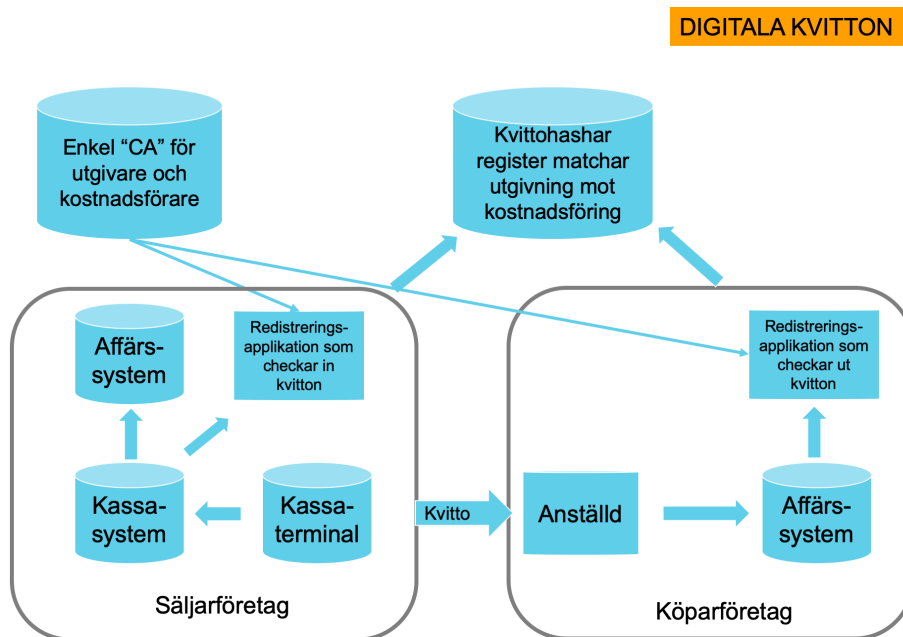 DIGITALA KVITTON
Enkel “CA” för
utgivare och
kostnadsförare
Kvittohashar
register matchar
utgivning mot
kostnadsföring
Affärs-
system
Redistrerings-
applikation som
checkar in
kvitton
Redistrerings-
applikation som
checkar ut
kvitton
Kassa-
system
Kassa-
terminal
Kvitto
Anställd
Affärs-
system
Säljarföretag
Köparföretag